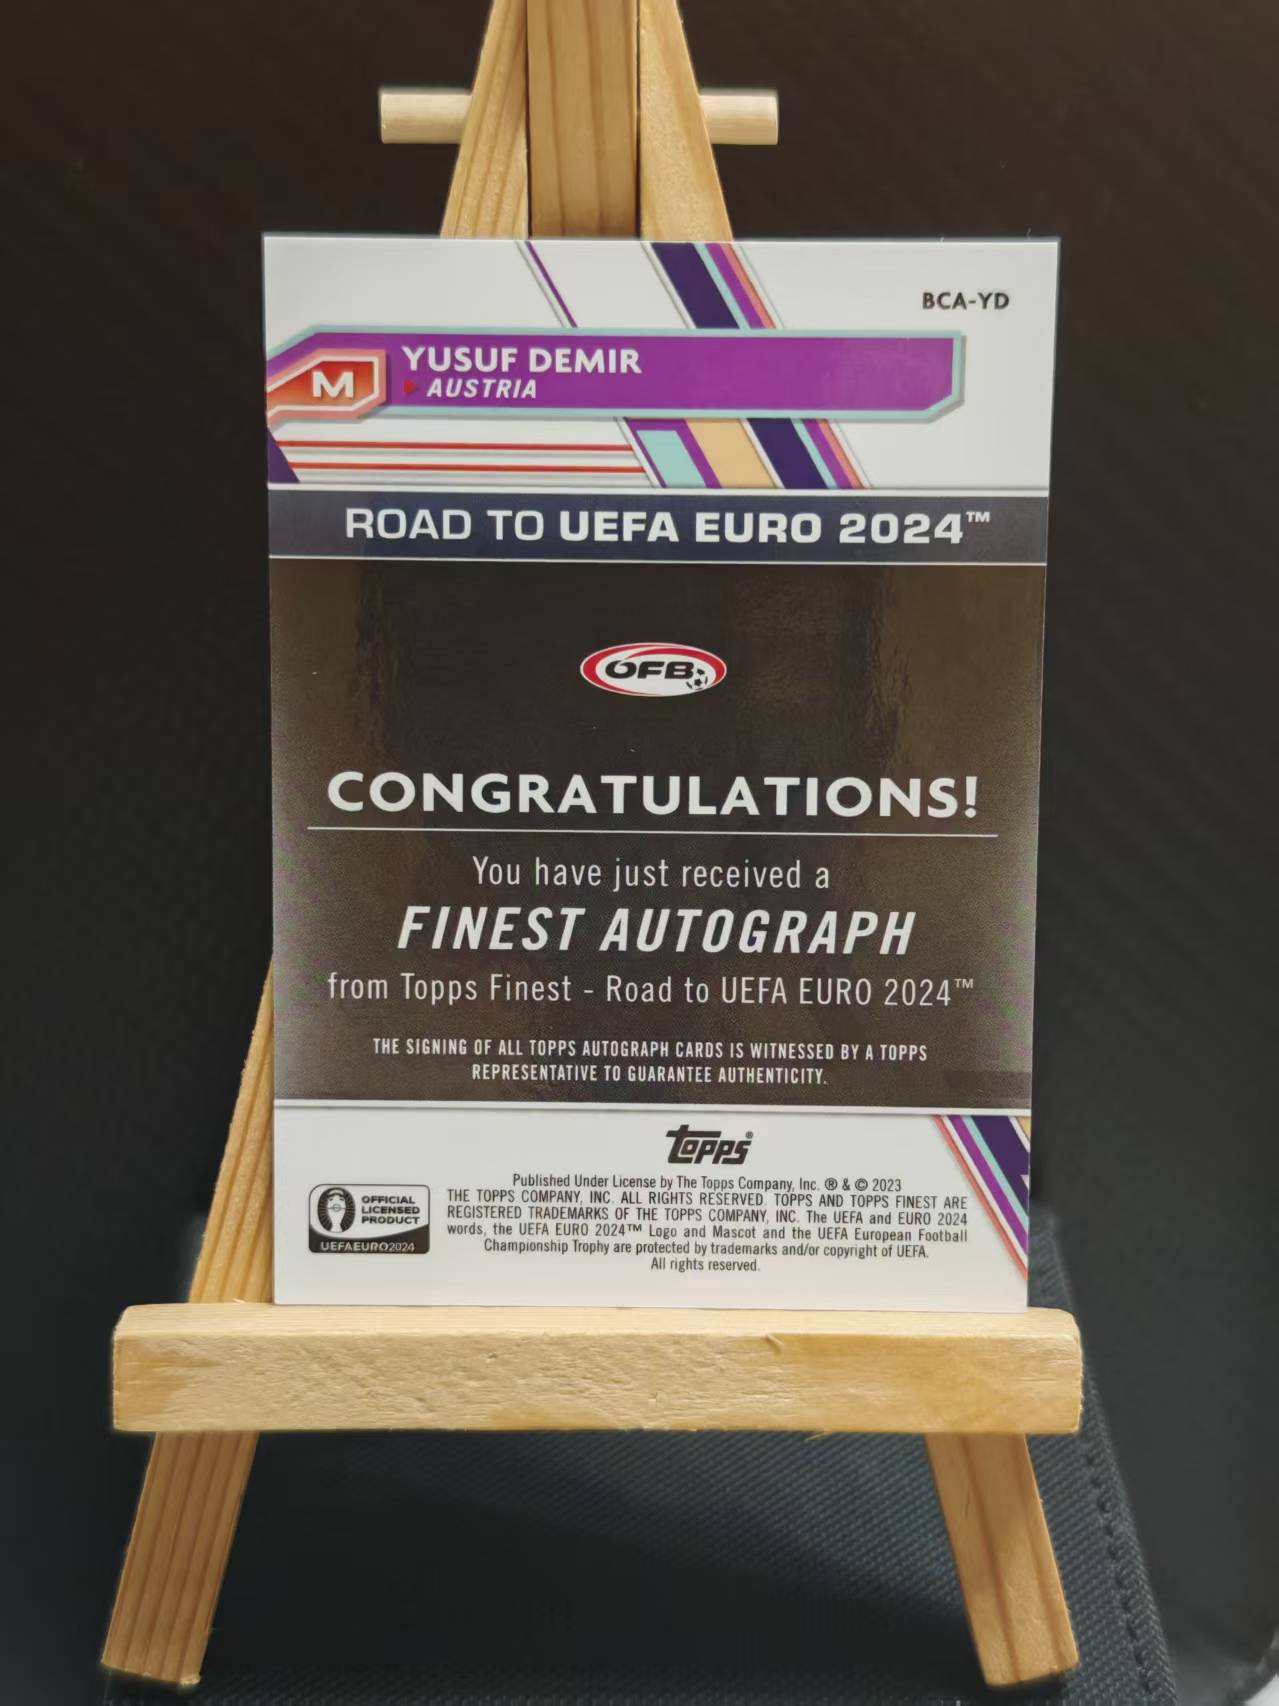 BCA-YD
YUSUF DEMIR
M
AUSTRIA
ROAD TO UEFA EURO 2024™
ÖFB
CONGRATULATIONS!
You have just received a
FINEST AUTOGRAPH
from Topps Finest - Road to UEFA EURO 2024™
THE SIGNING OF ALL TOPPS AUTOGRAPH CARDS IS WITNESSED BY A TOPPS
REPRESENTATIVE TO GUARANTEE AUTHENTICITY.
topps®
Published Under License by The Topps Company, Inc. ® & © 2023
THE TOPPS COMPANY, INC. ALL RIGHTS RESERVED. TOPPS AND TOPPS FINEST ARE
REGISTERED TRADEMARKS OF THE TOPPS COMPANY, INC. The UEFA and EURO 2024
words, the UEFA EURO 2024™ Logo and Mascot and the UEFA European Football
Championship Trophy are protected by trademarks and/or copyright of UEFA.
All rights reserved.
OFFICIAL
LICENSED
PRODUCT
UEFAEURO2024